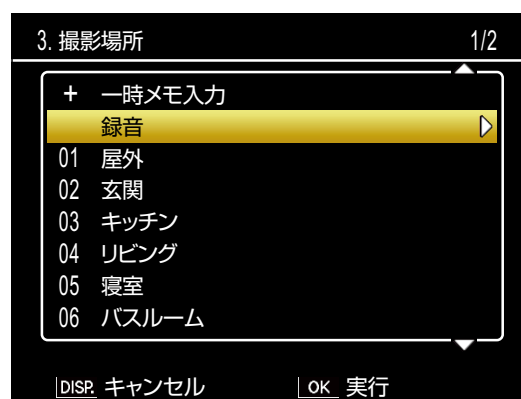 3. 撮影場所 1/2
+ 一時メモ入力
録音
01 屋外
02 玄関
03 キッチン
04 リビング
05 寝室
06 バスルーム
DISP. キャンセル OK 実行